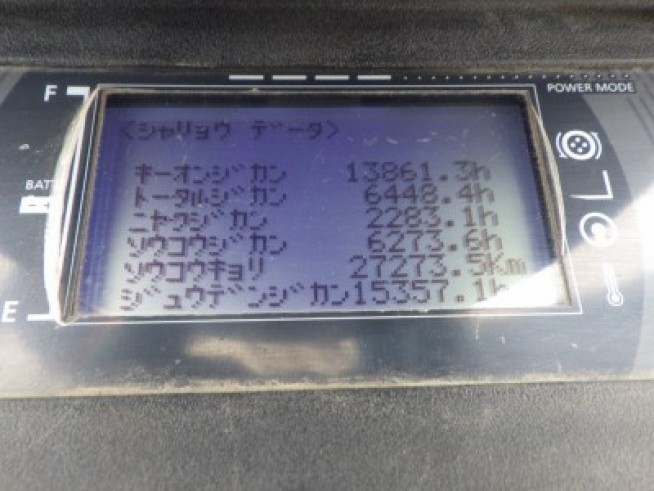 F
POWER MODE
<シャリョウ データ>
BATT
キーオンジカン 13861.3h
トータルジカン 6448.4h
ニヤクジカン 2283.1h
ソウコウジカン 6273.6h
ソウコウキョリ 27273.5Km
ジュウデンジカン15357.1h
E